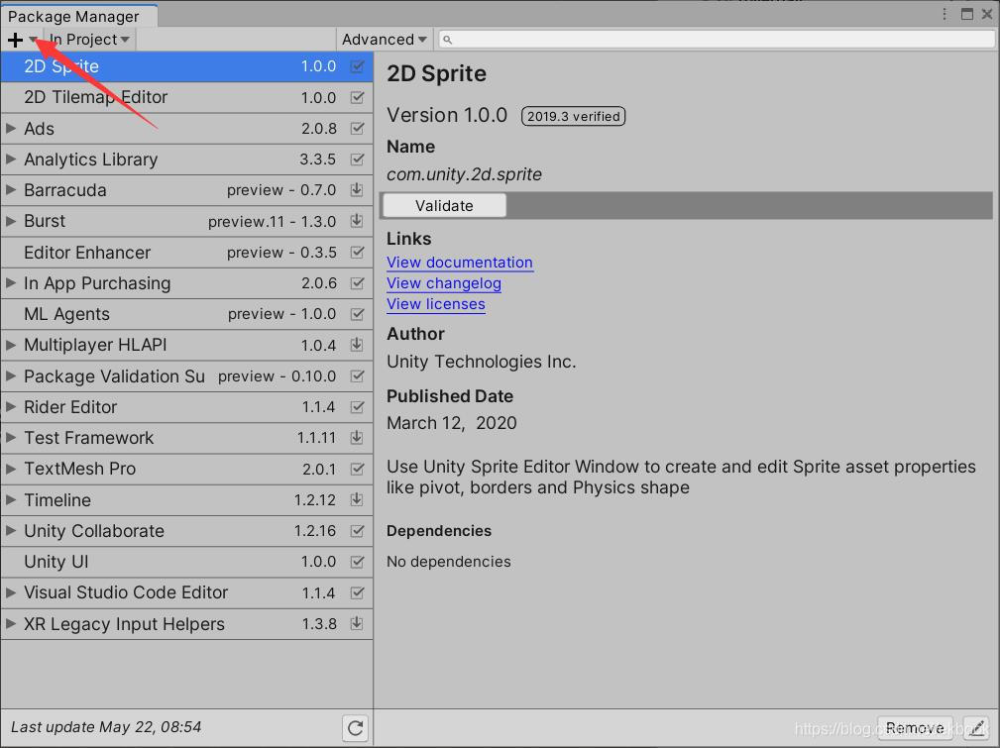 Package Manager
+ In Project Advanced
2D Sprite 1.0.0
2D Tilemap Editor 1.0.0
Ads 2.0.8
Analytics Library 3.3.5
Barracuda preview - 0.7.0
Burst preview.11 - 1.3.0
Editor Enhancer preview - 0.3.5
In App Purchasing 2.0.6
ML Agents preview - 1.0.0
Multiplayer HLAPI 1.0.4
Package Validation Su preview - 0.10.0
Rider Editor 1.1.4
Test Framework 1.1.11
TextMesh Pro 2.0.1
Timeline 1.2.12
Unity Collaborate 1.2.16
Unity UI 1.0.0
Visual Studio Code Editor 1.1.4
XR Legacy Input Helpers 1.3.8
Last update May 22, 08:54
2D Sprite
Version 1.0.0 2019.3 verified
Name
com.unity.2d.sprite
Validate
Links
View documentation
View changelog
View licenses
Author
Unity Technologies Inc.
Published Date
March 12, 2020
Use Unity Sprite Editor Window to create and edit Sprite asset properties
like pivot, borders and Physics shape
Dependencies
No dependencies
Remove